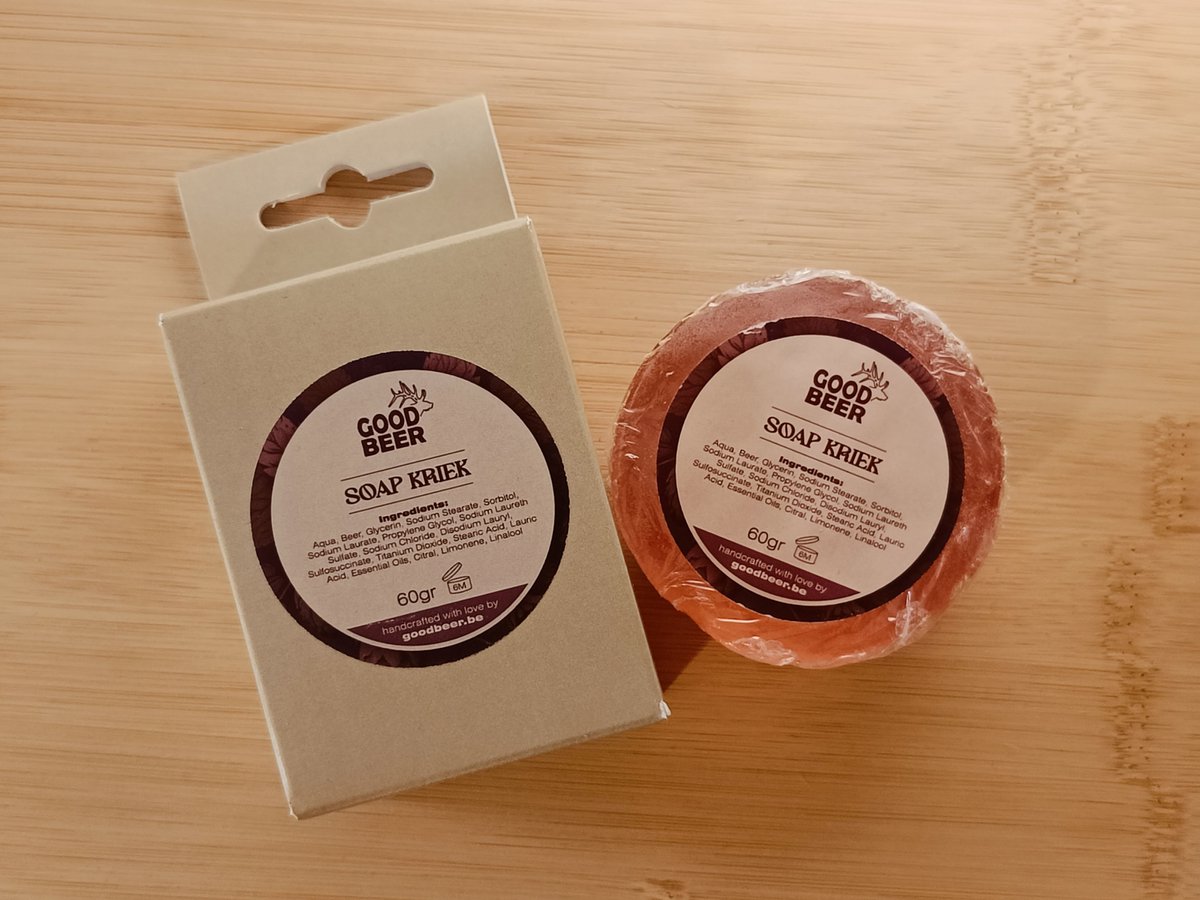 GOOD
BEER
SOAP KRIEK
Ingredients:
Aqua, Beer, Glycerin, Sodium Stearate, Sorbitol,
Sodium Laurate, Propylene Glycol, Sodium Laureth
Sulfate, Sodium Chloride, Disodium Lauryl,
Sulfosuccinate, Titanium Dioxide, Stearic Acid, Lauric
Acid, Essential Oils, Citral, Limonene, Linalool
60gr
6M
handcrafted with love by
goodbeer.be
GOOD
BEER
SOAP KRIEK
Ingredients:
Aqua, Beer, Glycerin, Sodium Stearate, Sorbitol,
Sodium Laurate, Propylene Glycol, Sodium Laureth
Sulfate, Sodium Chloride, Disodium Lauryl
Sulfosuccinate, Titanium Dioxide, Stearic Acid, Lauric
Acid, Essential Oils, Citral, Limonene, Linalool
60gr
6M
handcrafted with love by
goodbeer.be